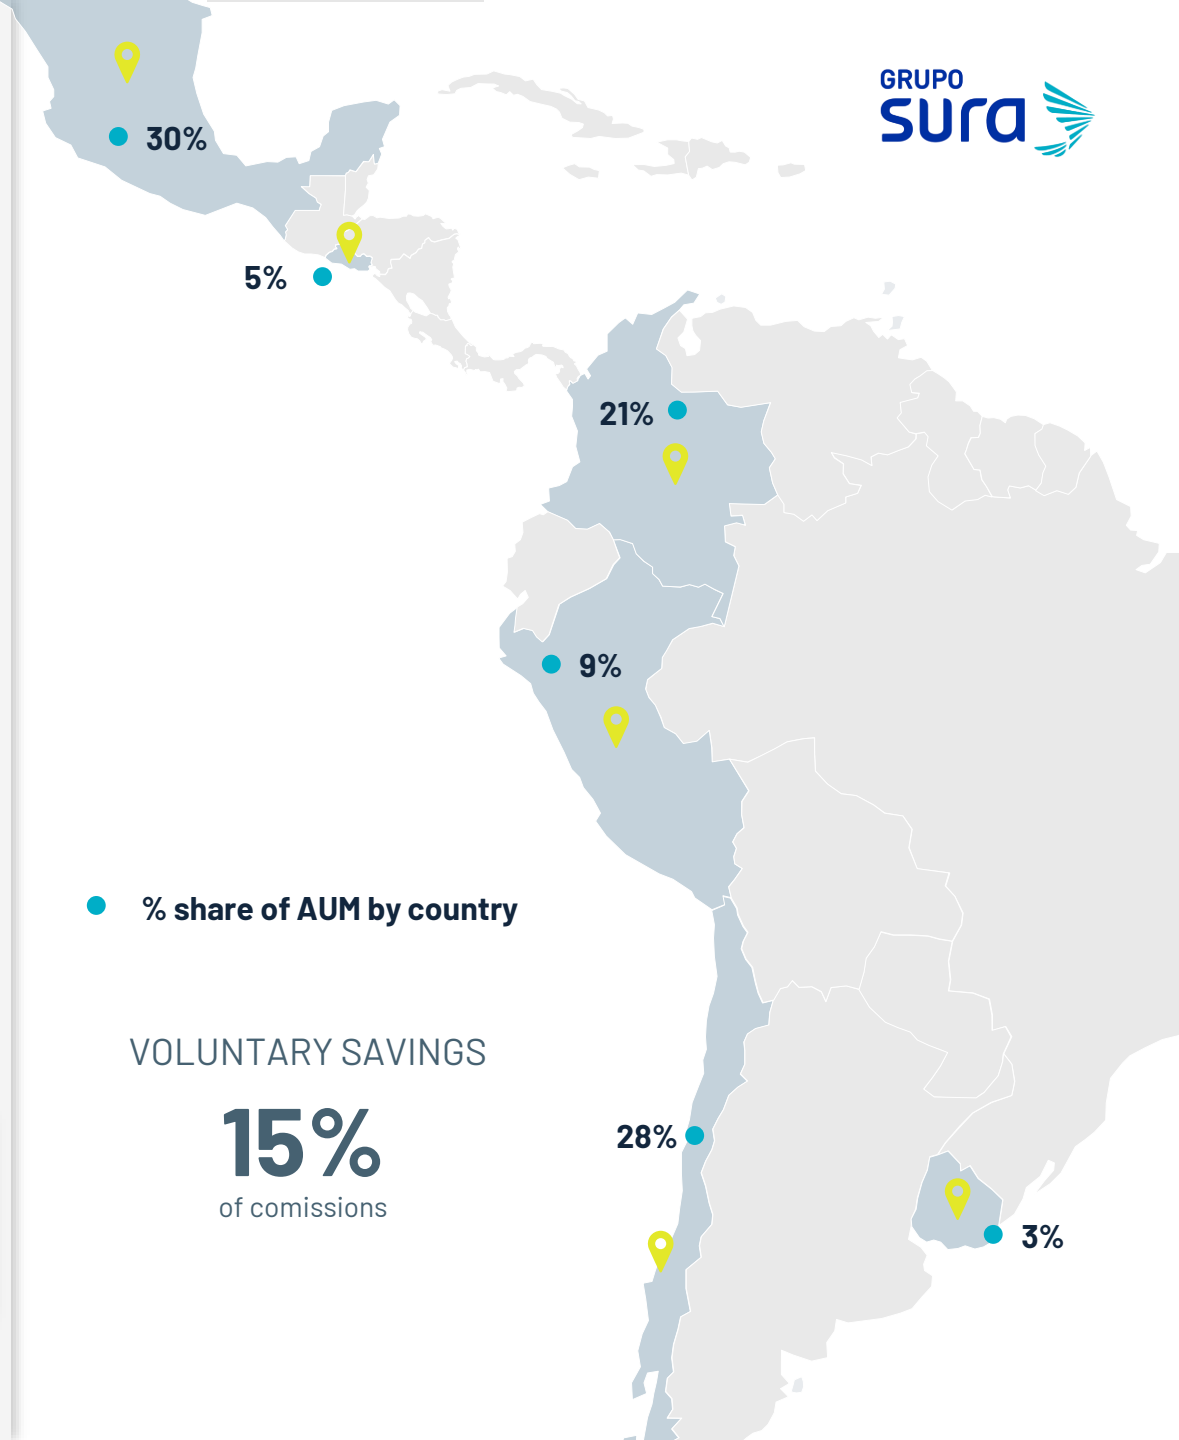 GRUPO
sura
30%
5%
21%
9%
% share of AUM by country
VOLUNTARY SAVINGS
15%
of comissions
28%
3%